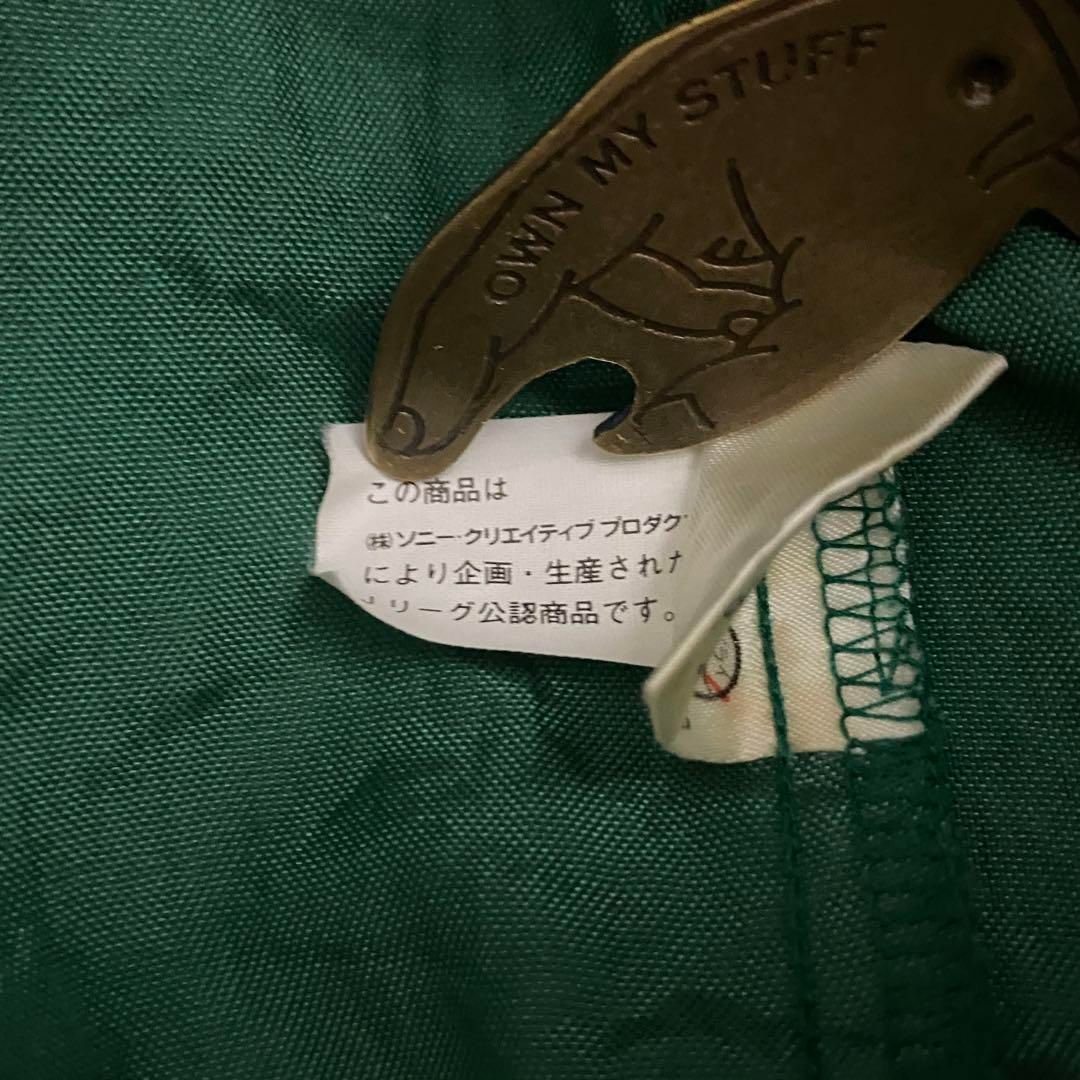 OWN MY STUFF
この商品は
㈱ソニー・クリエイティブ プロダク
により企画・生産された
リーグ公認商品です。